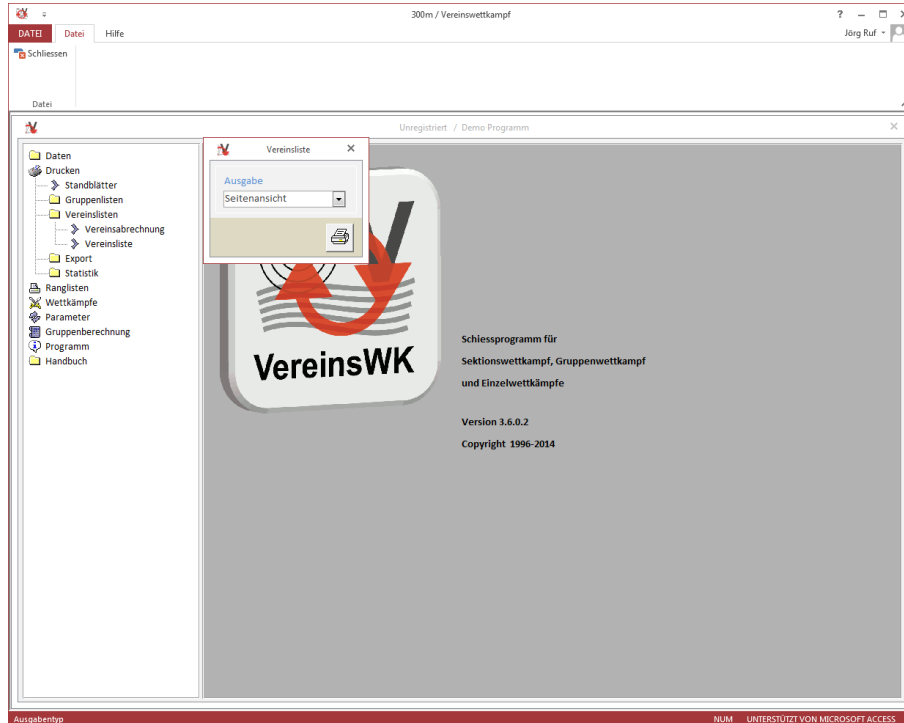 300m / Vereinswettkampf
?
DATEI Datei Hilfe
Jörg Ruf
Schliessen
Datei
Unregistriert / Demo Programm
Daten
Drucken
Standblätter
Gruppenlisten
Vereinslisten
Vereinsabrechnung
Vereinsliste
Export
Statistik
Ranglisten
Wettkämpfe
Parameter
Gruppenberechnung
Programm
Handbuch
Vereinsliste
Ausgabe
Seitenansicht
VereinsWK
Schiessprogramm für
Sektionswettkampf, Gruppenwettkampf
und Einzelwettkämpfe
Version 3.6.0.2
Copyright 1996-2014
Ausgabentyp
NUM UNTERSTÜTZT VON MICROSOFT ACCESS